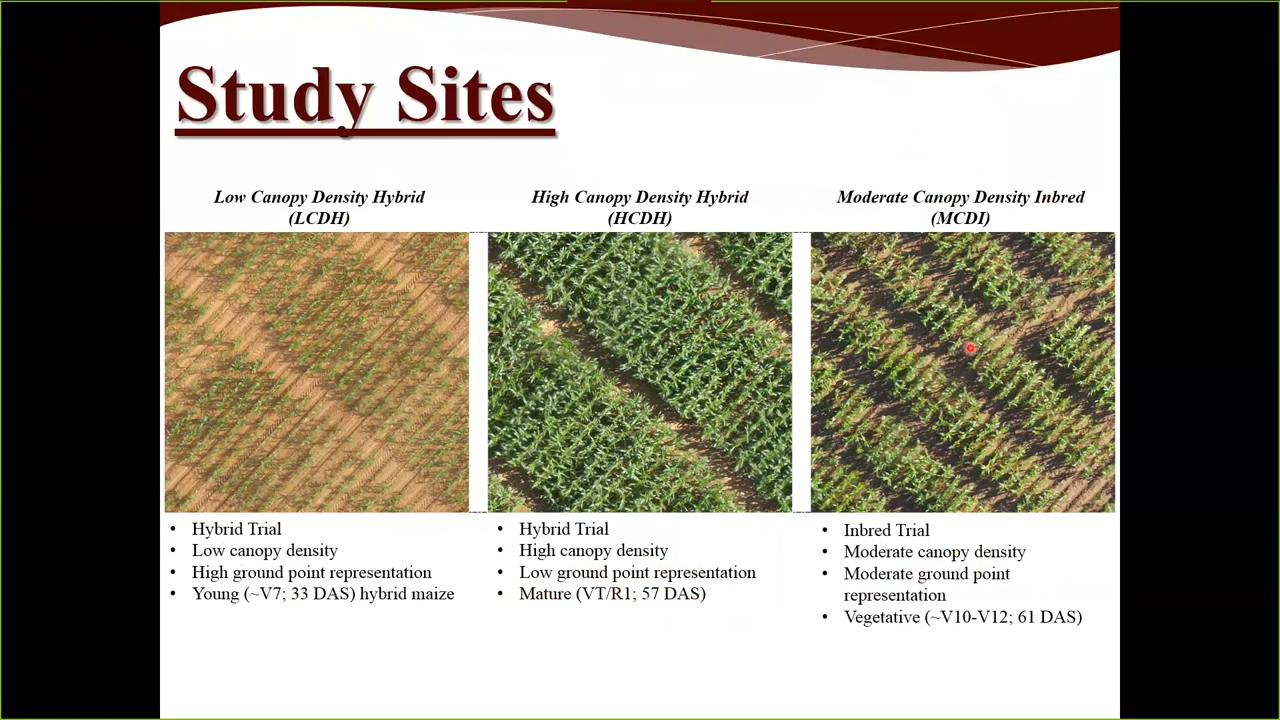 Study Sites
Low Canopy Density Hybrid
(LCDH)
High Canopy Density Hybrid
(HCDH)
Moderate Canopy Density Inbred
(MCDI)
• Hybrid Trial
• Low canopy density
• High ground point representation
• Young (~V7; 33 DAS) hybrid maize
• Hybrid Trial
• High canopy density
• Low ground point representation
• Mature (VT/R1; 57 DAS)
• Inbred Trial
• Moderate canopy density
• Moderate ground point
representation
• Vegetative (~V10-V12; 61 DAS)